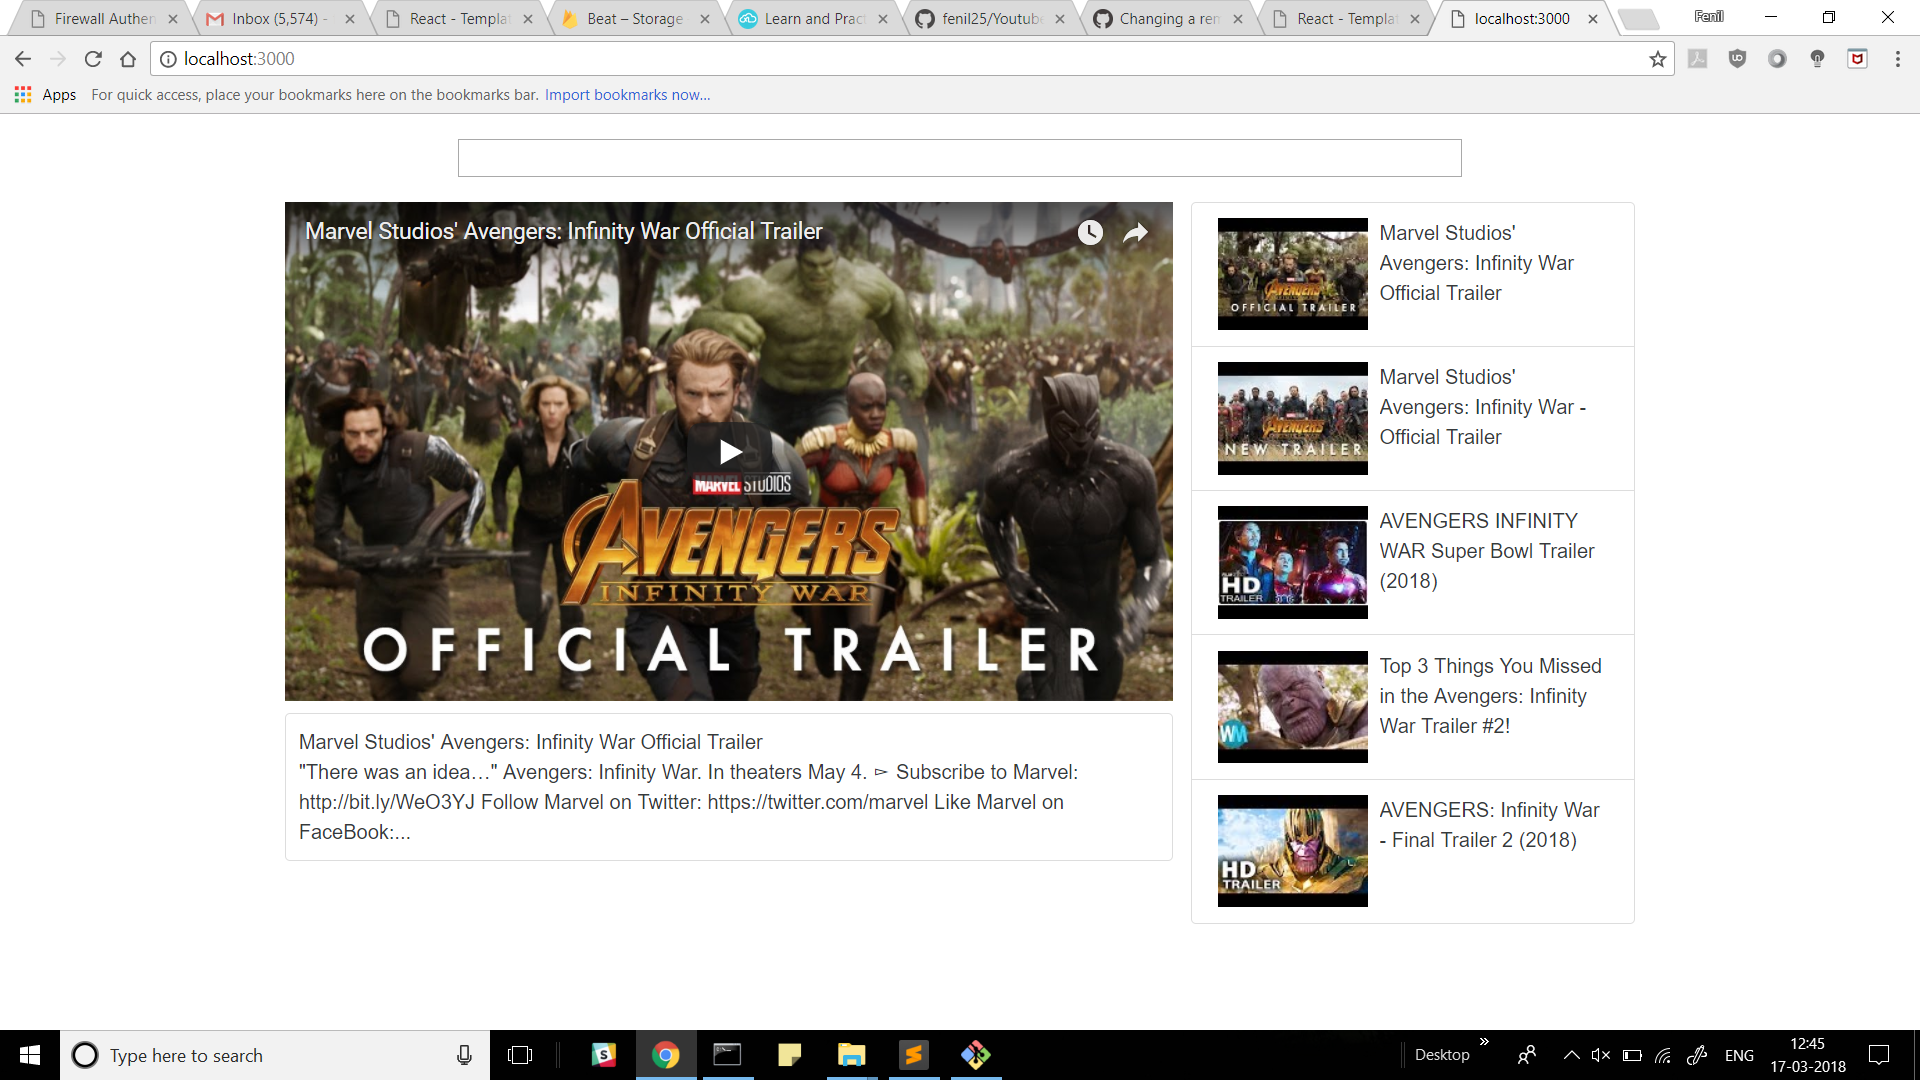 Firewall Authen
Inbox (5,574) -
React - Templat
Beat – Storage
Learn and Pract
fenil25/Youtube
Changing a rem
React - Templat
localhost:3000
Fenil
localhost:3000
Apps For quick access, place your bookmarks here on the bookmarks bar. Import bookmarks now...
Marvel Studios' Avengers: Infinity War Official Trailer
MARVEL STUDIOS
AVENGERS
INFINITY WAR
OFFICIAL TRAILER
Marvel Studios' Avengers: Infinity War Official Trailer
"There was an idea…" Avengers: Infinity War. In theaters May 4. ► Subscribe to Marvel:
http://bit.ly/WeO3YJ Follow Marvel on Twitter: https://twitter.com/marvel Like Marvel on
FaceBook:...
AVENGERS
OFFICIAL TRAILER
Marvel Studios'
Avengers: Infinity War
Official Trailer
AVENGERS
NEW TRAILER
Marvel Studios'
Avengers: Infinity War -
Official Trailer
HD
TRAILER
AVENGERS INFINITY
WAR Super Bowl Trailer
(2018)
WM
Top 3 Things You Missed
in the Avengers: Infinity
War Trailer #2!
HD
TRAILER
AVENGERS: Infinity War
- Final Trailer 2 (2018)
Type here to search
Desktop
ENG
12:45
17-03-2018